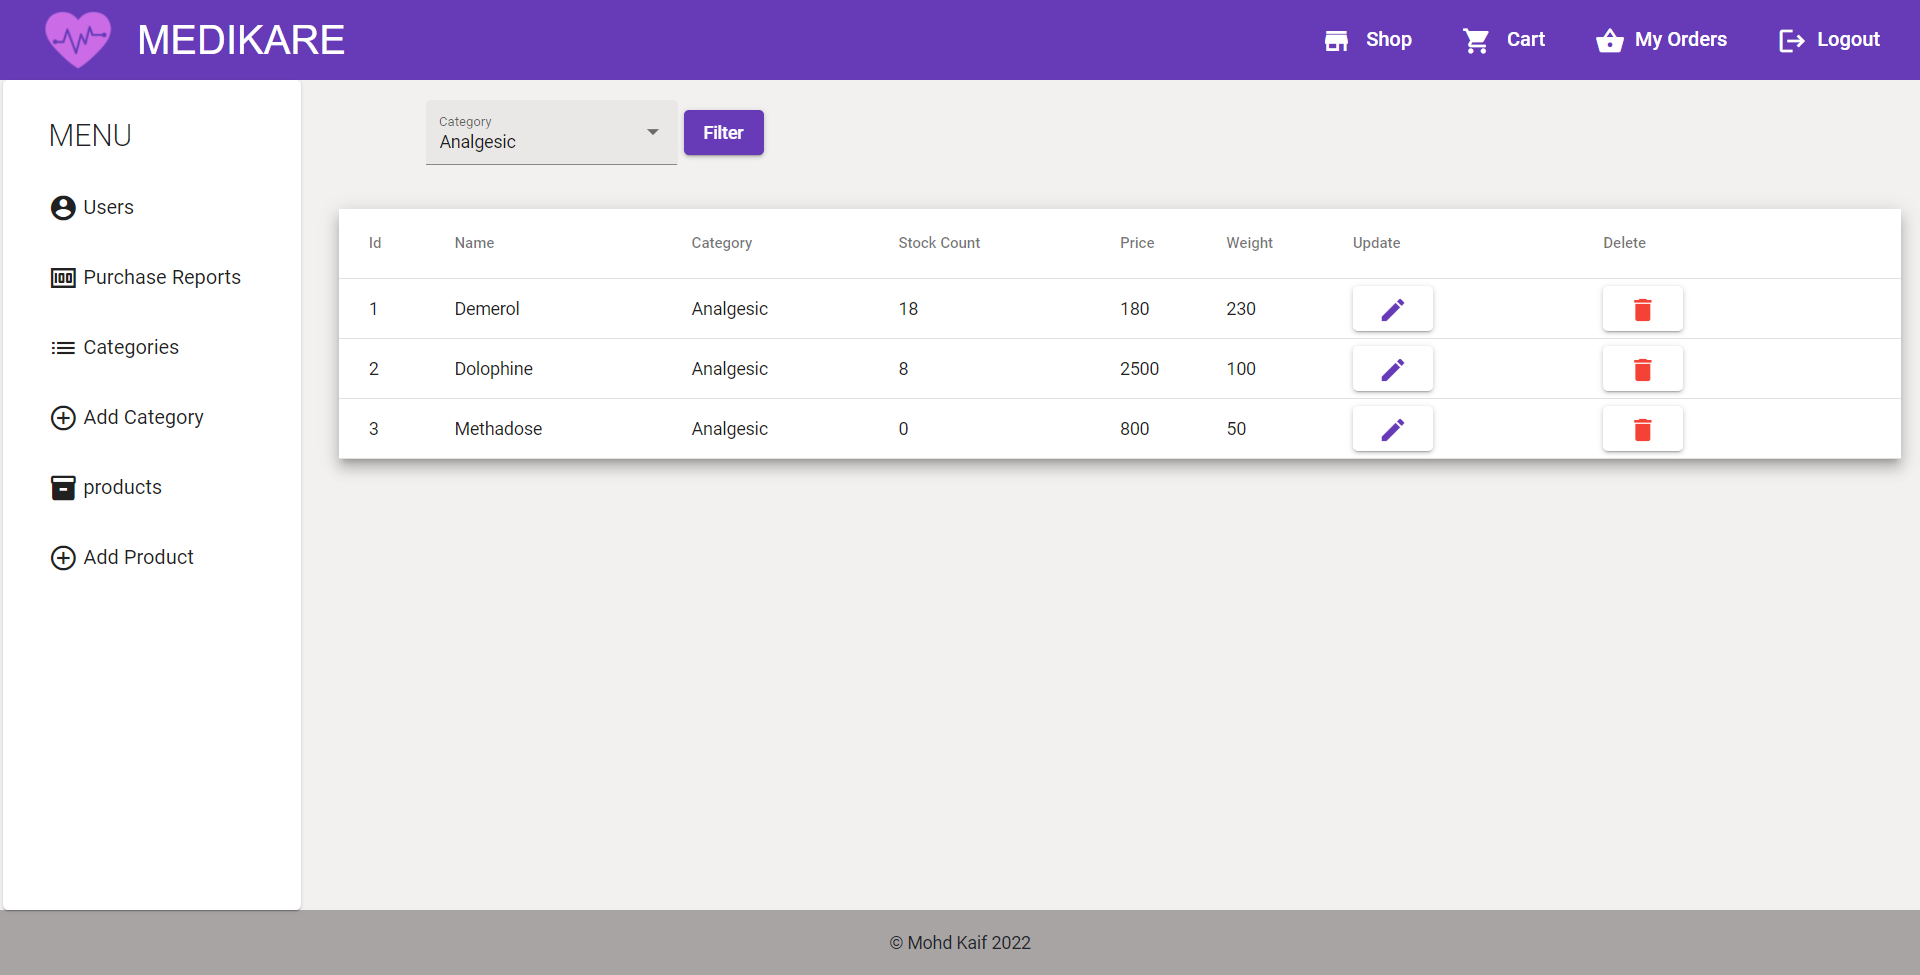 MEDIKARE
Shop
Cart
My Orders
Logout
MENU
Users
100 Purchase Reports
Categories
Add Category
products
Add Product
Category
Analgesic
Filter
Id Name Category Stock Count Price Weight Update Delete
1 Demerol Analgesic 18 180 230
2 Dolophine Analgesic 8 2500 100
3 Methadose Analgesic 0 800 50
© Mohd Kaif 2022